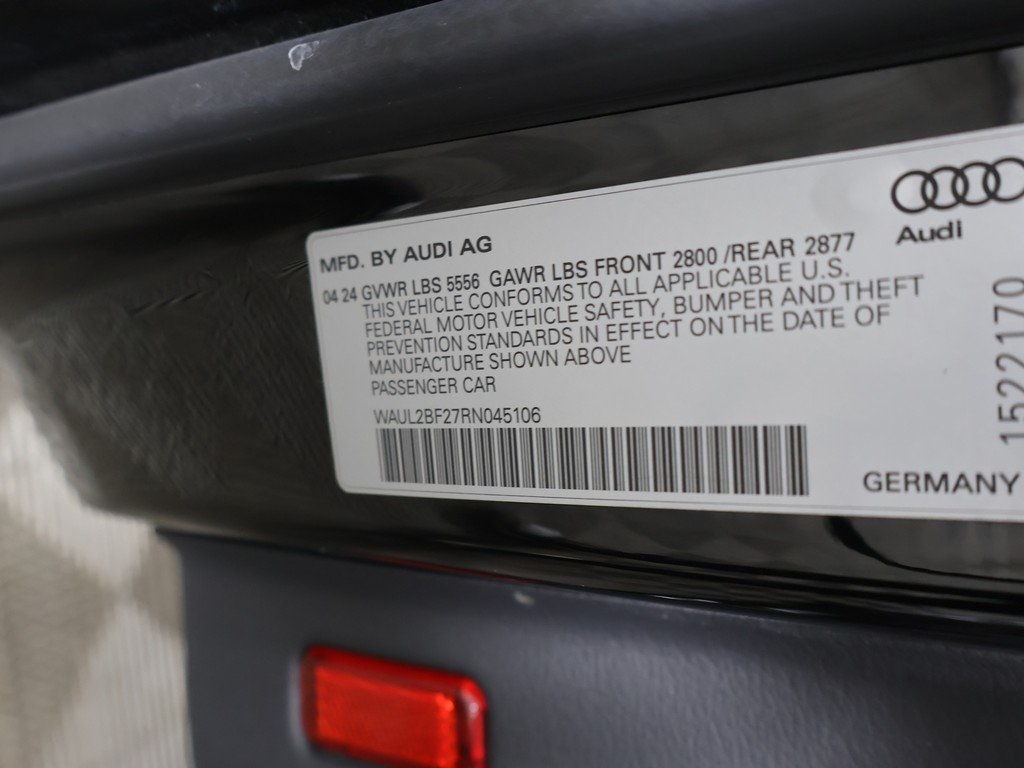 MFD. BY AUDI AG
04 24 GVWR LBS 5556 GAWR LBS FRONT 2800 /REAR 2877
THIS VEHICLE CONFORMS TO ALL APPLICABLE U.S.
FEDERAL MOTOR VEHICLE SAFETY, BUMPER AND THEFT
PREVENTION STANDARDS IN EFFECT ON THE DATE OF
MANUFACTURE SHOWN ABOVE
PASSENGER CAR
WAUL2BF27RN045106
Audi
1522170
GERMANY